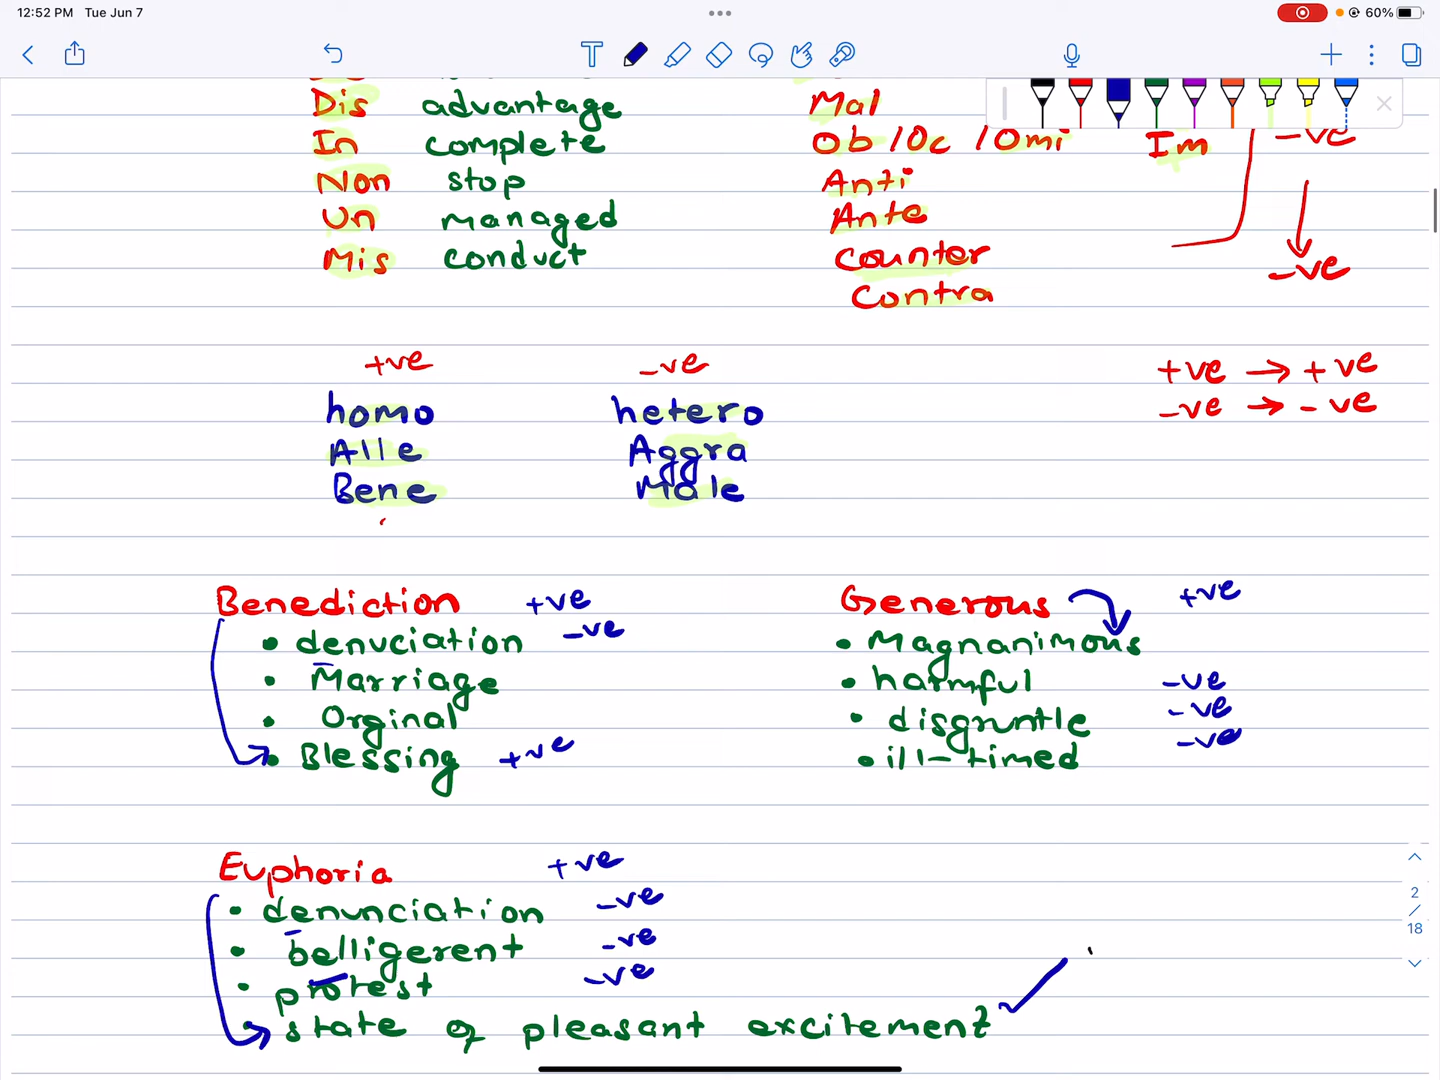 12:52 PM Tue Jun 7
60%
Dis advantage
In complete
Non stop
Un managed
Mis conduct
Mal
Ob / Oc / Omi
Im
Anti
Ante
Counter
Contra
-ve
-ve
+ve -ve
homo hetero
Alle Aggra
Bene Male
+ve → +ve
-ve → -ve
Benediction +ve
• denuciation -ve
• Marriage
• Orginal
• Blessing +ve
Generous +ve
• Magnanimous
• harmful -ve
• disgruntle -ve
• ill-timed -ve
Euphoria +ve
• denunciation -ve
• belligerent -ve
• protest -ve
• state of pleasant excitement
2
/
18